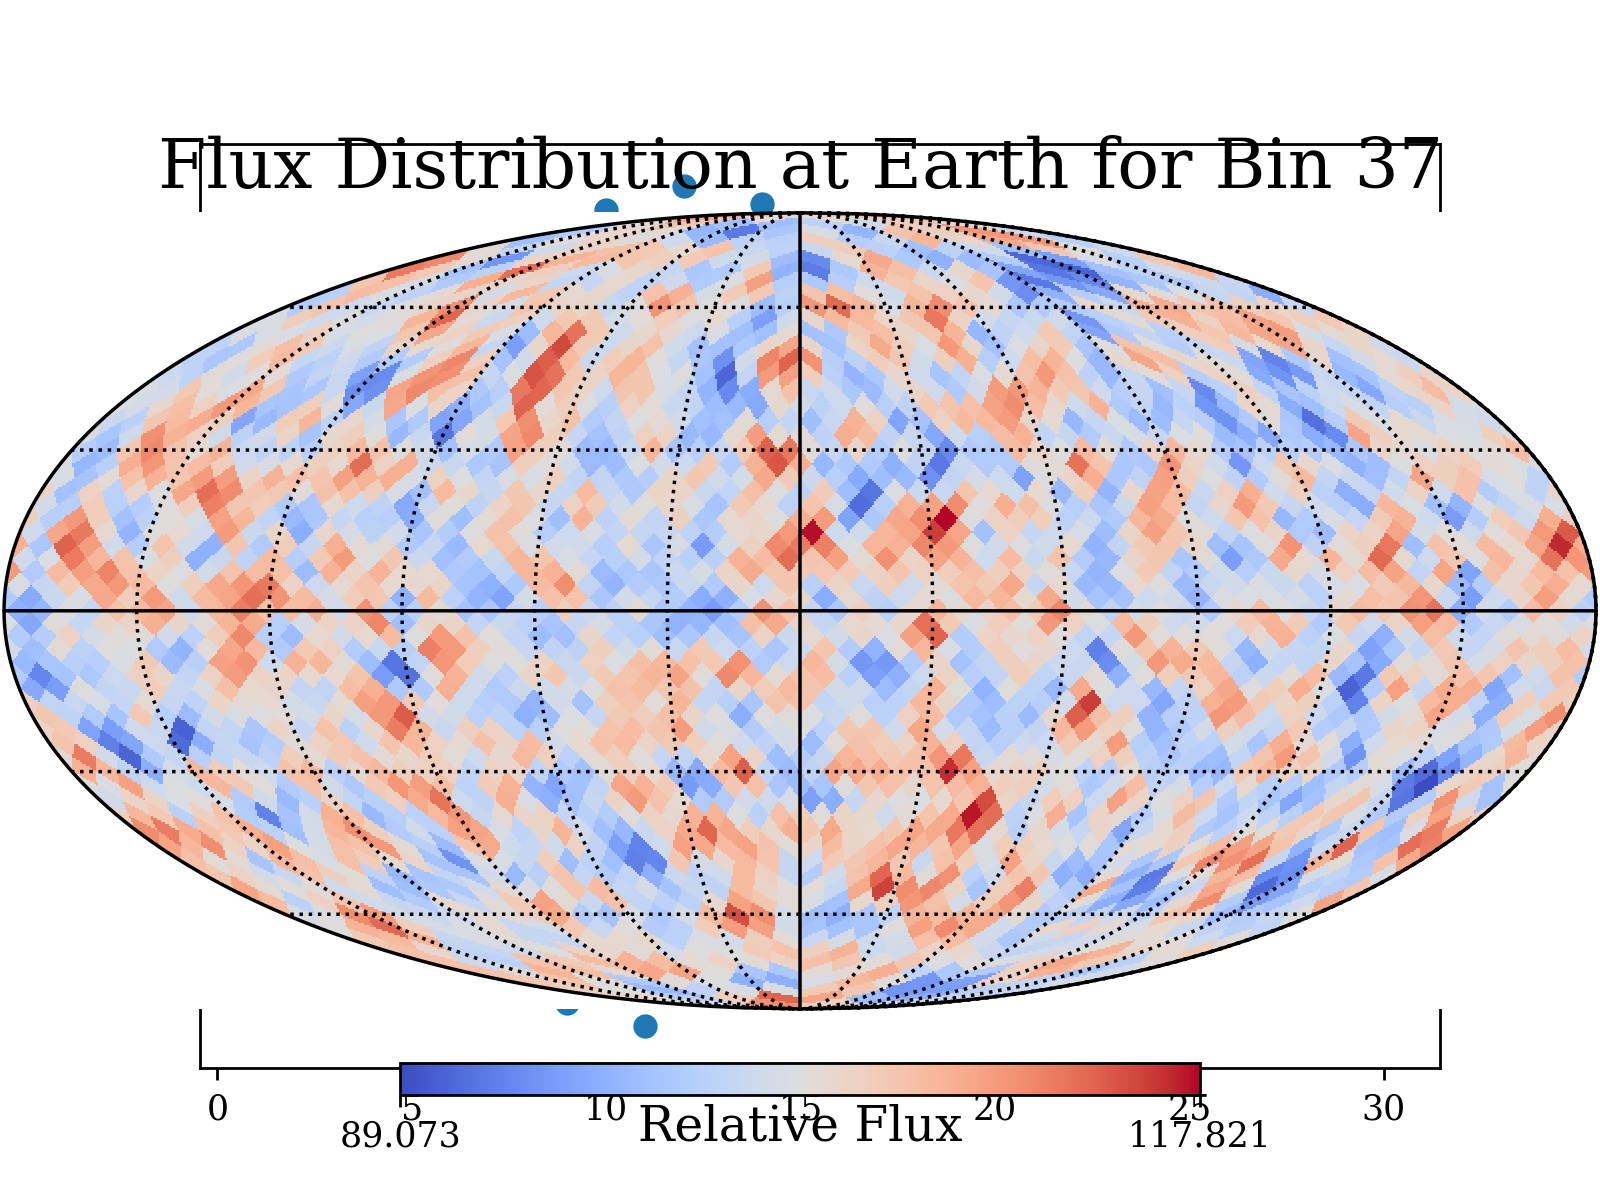 Flux Distribution at Earth for Bin 37
0 5 10 15 20 25 30
Relative Flux
89.073 117.821